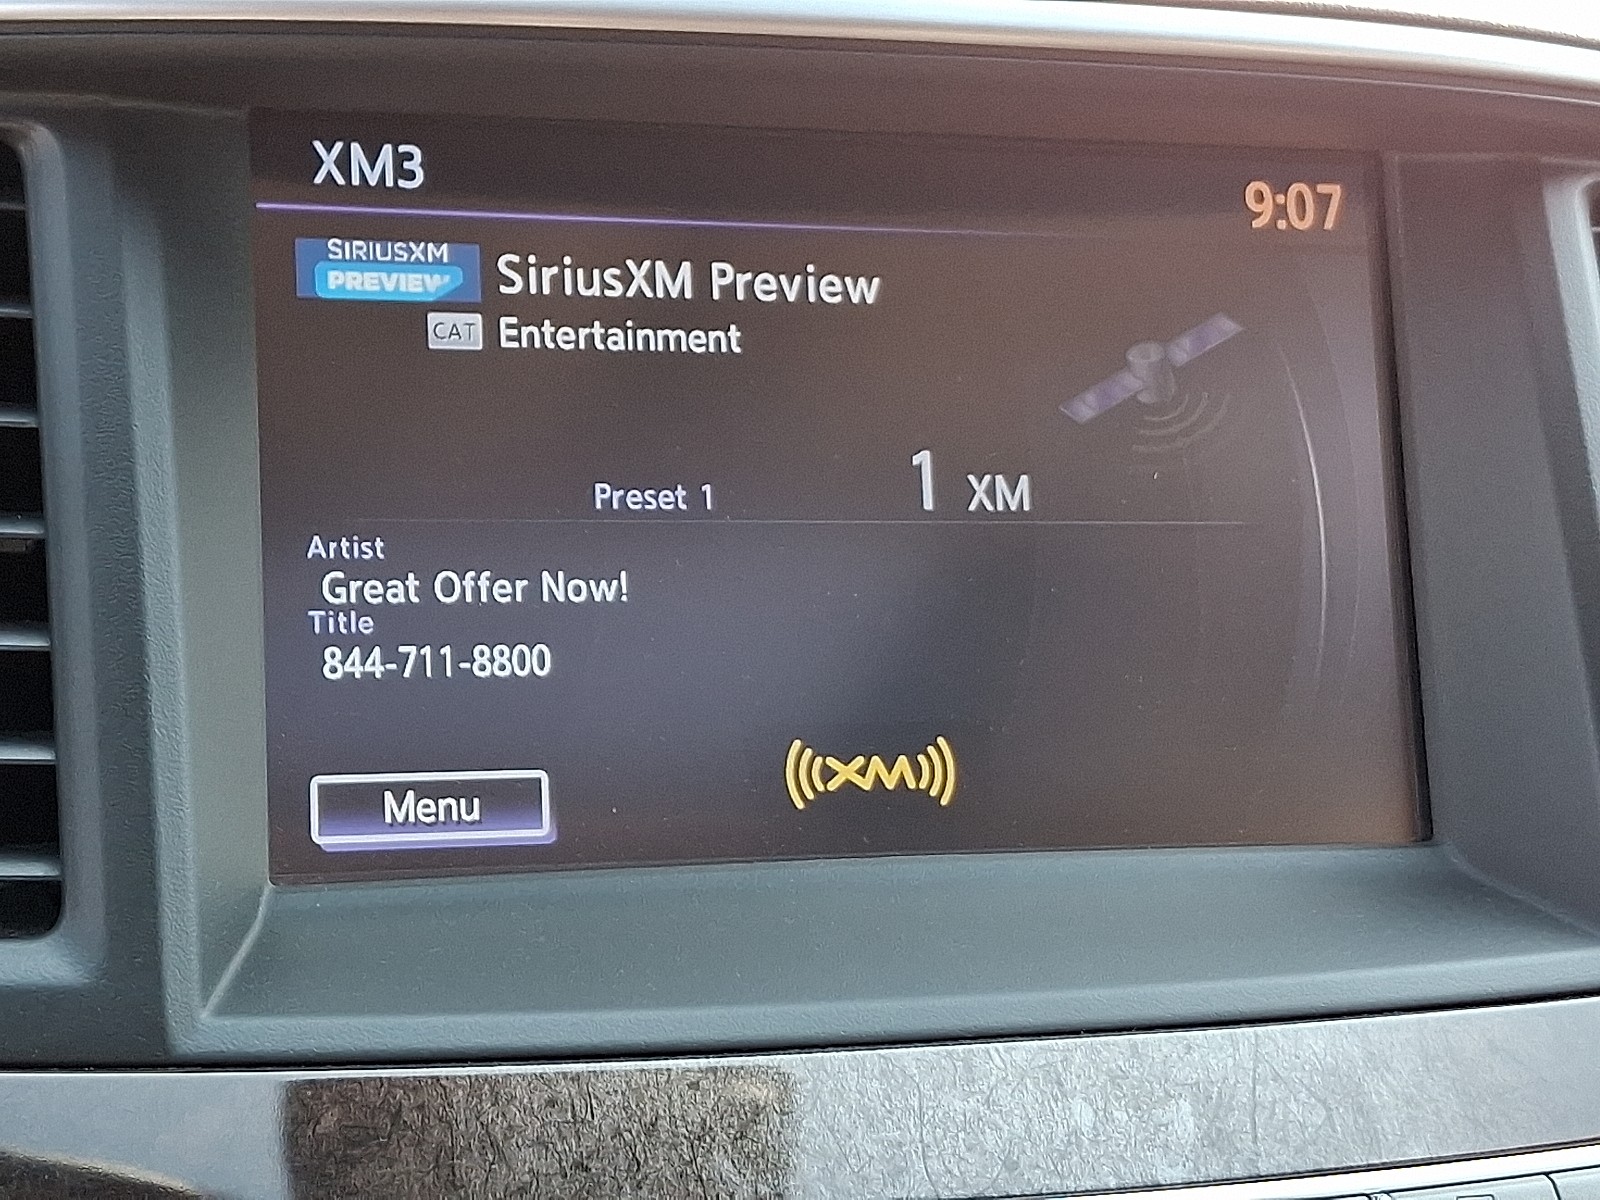 XM3
9:07
SIRIUSXM
PREVIEW
SiriusXM Preview
CAT Entertainment
Preset 1
1 XM
Artist
Great Offer Now!
Title
844-711-8800
Menu
XM